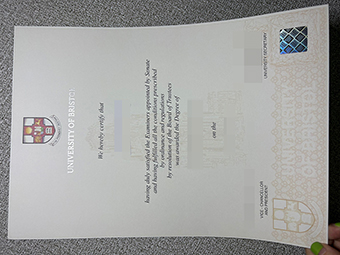 UNIVERSITY OF BRISTOL
We hereby certify that
having duly satisfied the Examiners appointed by Senate
and having fulfilled all the conditions prescribed
by ordinance and regulations
by resolution of the Board of Trustees
was awarded the Degree of
on the
VICE-CHANCELLOR
AND PRESIDENT
UNIVERSITY SECRETARY